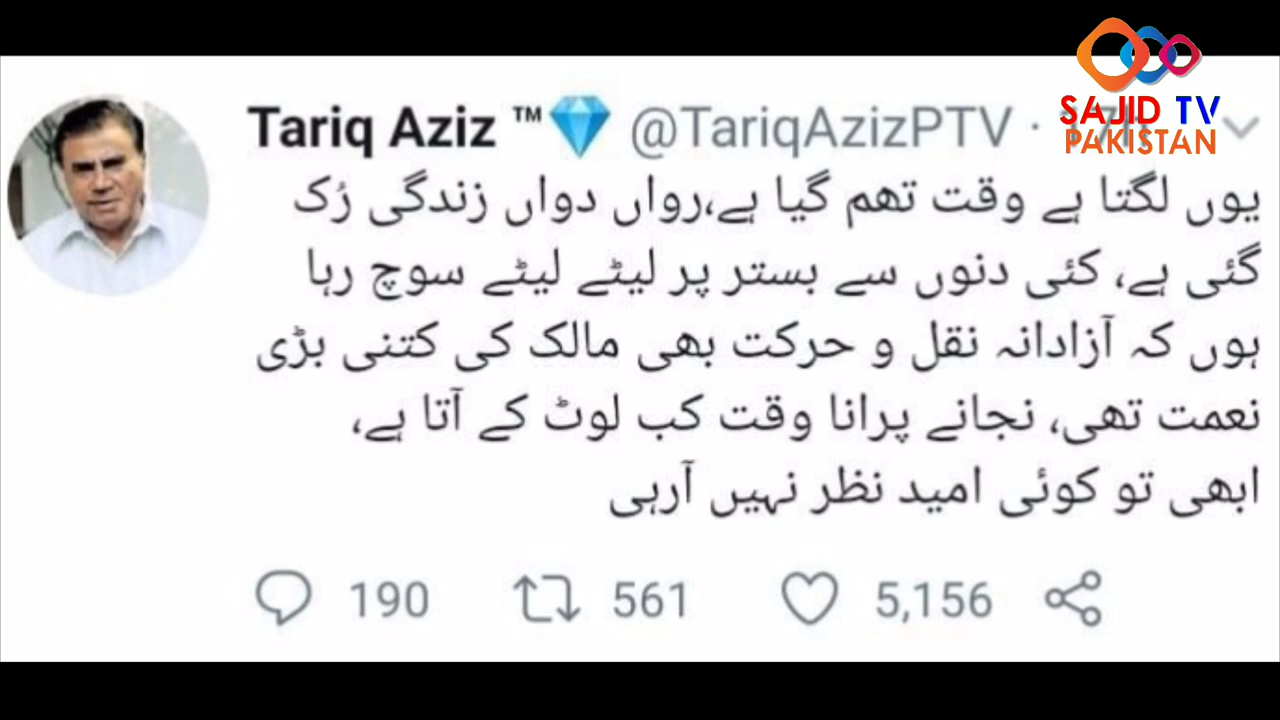 Tariq Aziz ™💎 @TariqAzizPTV ·
SAJID TV
PAKISTAN
یوں لگتا ہے وقت تھم گیا ہے،رواں دواں زندگی رُک
گئی ہے، کئی دنوں سے بستر پر لیٹے لیٹے سوچ رہا
ہوں کہ آزادانہ نقل و حرکت بھی مالک کی کتنی بڑی
نعمت تھی، نجانے پرانا وقت کب لوٹ کے آتا ہے،
ابھی تو کوئی امید نظر نہیں آرہی
190 561 5,156